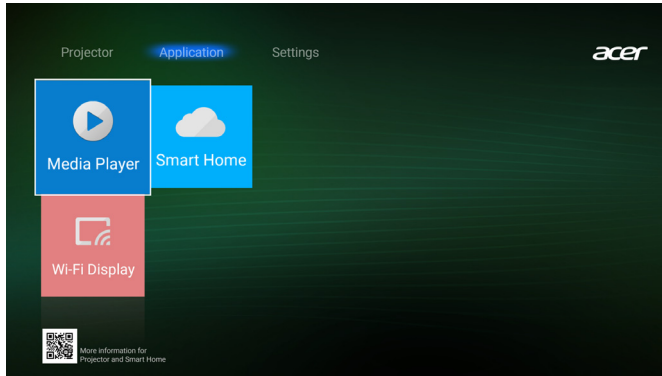 Projector
Application
Settings
acer
Media Player
Smart Home
Wi-Fi Display
More information for
Projector and Smart Home